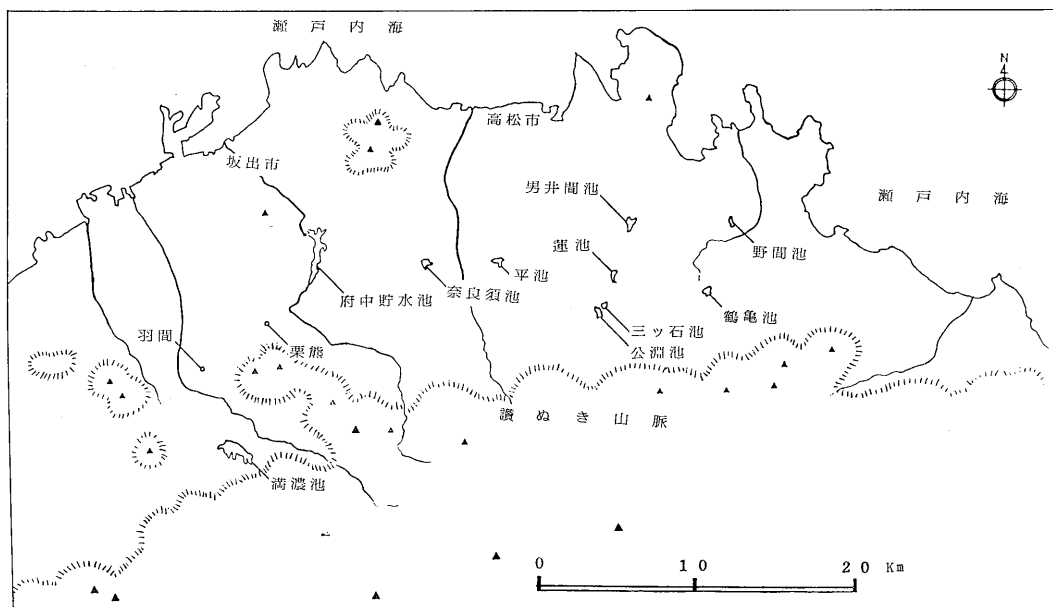 瀬戸内海
N
高松市
坂出市
男井間池
瀬戸内海
蓮池
野間池
平池
府中貯水池
奈良須池
鶴亀池
三ッ石池
羽間
栗熊
公淵池
讃ぬき山脈
満濃池
0 10 20 Km